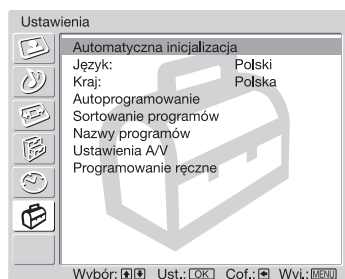 Ustawienia
Automatyczna inicjalizacja
Język: Polski
Kraj: Polska
Autoprogramowanie
Sortowanie programów
Nazwy programów
Ustawienia A/V
Programowanie ręczne
Wybór: Ust.: OK Cof.: Wyj.: MENU